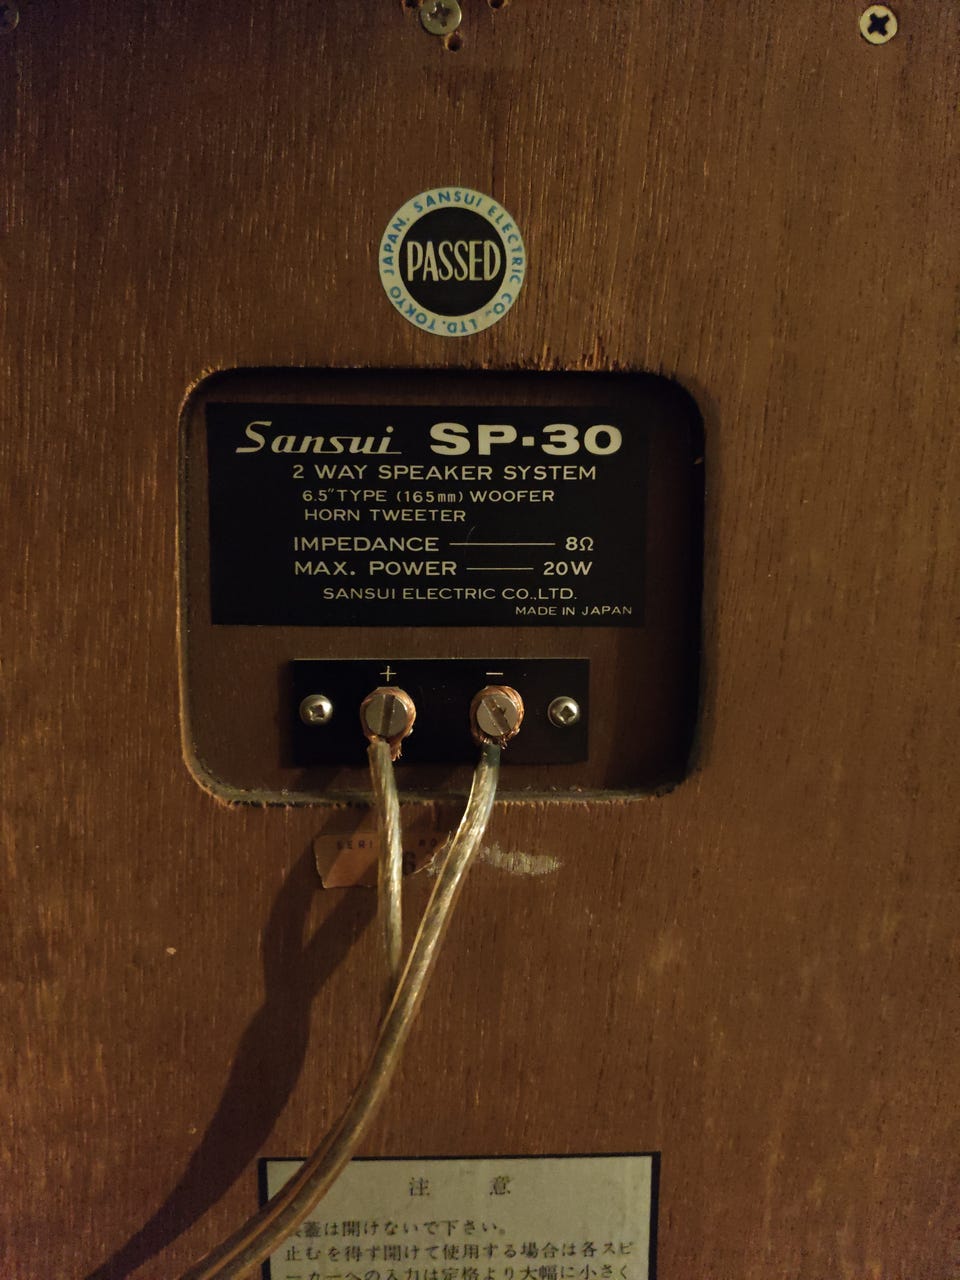 JAPAN. SANSUI ELECTRIC CO., LTD. TOKYO
PASSED
Sansui SP-30
2 WAY SPEAKER SYSTEM
6.5″TYPE (165mm) WOOFER
HORN TWEETER
IMPEDANCE 8Ω
MAX. POWER 20W
SANSUI ELECTRIC CO.,LTD.
MADE IN JAPAN
+ −
注 意
蓋は開けないで下さい。
止むを得ず開けて使用する場合は各スピ
ーカーへの入力は定格より大幅に小さく